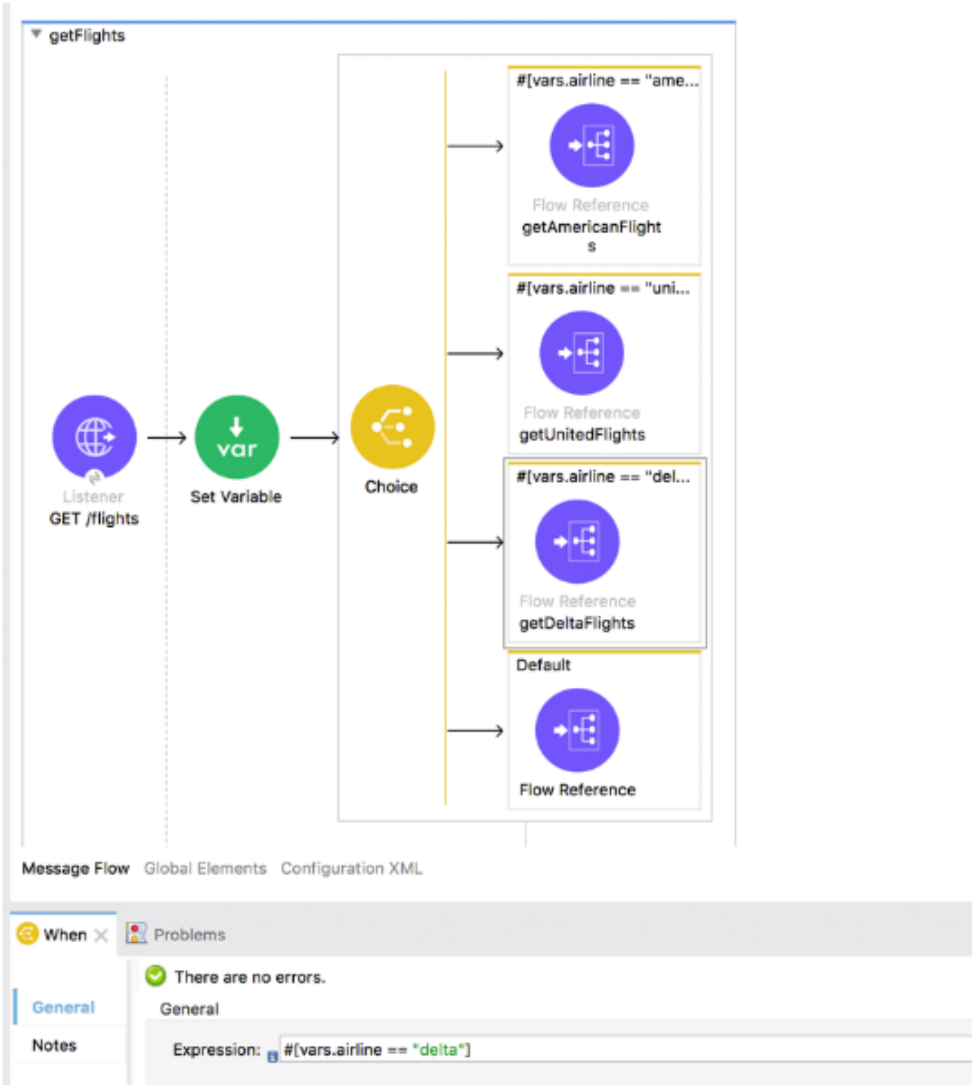 getFlights
#[vars.airline == "ame...
Flow Reference
getAmericanFlight
s
#[vars.airline == "uni...
Flow Reference
getUnitedFlights
var
Listener
GET /flights
Set Variable
Choice
#[vars.airline == "del...
Flow Reference
getDeltaFlights
Default
Flow Reference
Message Flow Global Elements Configuration XML
When Problems
There are no errors.
General
General
Notes
Expression: #[vars.airline == "delta"]